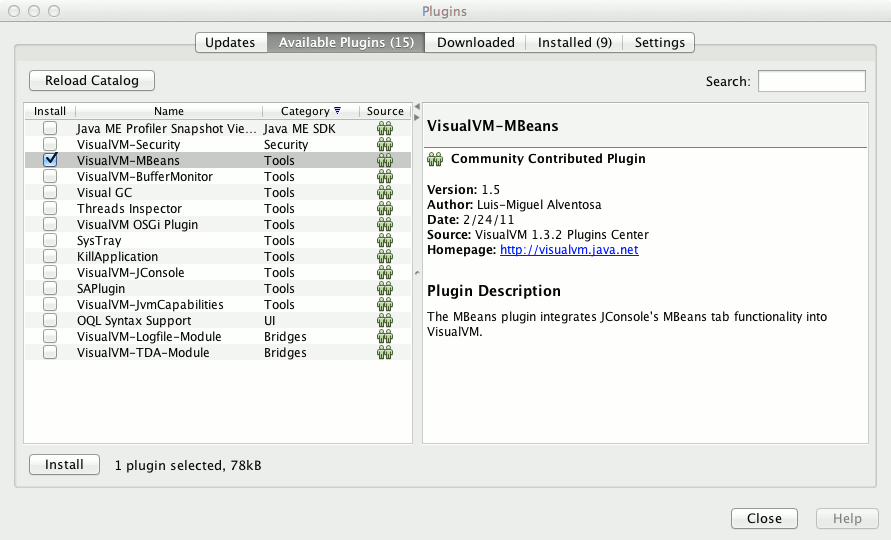 Plugins
Updates Available Plugins (15) Downloaded Installed (9) Settings
Reload Catalog Search:
Install Name Category Source
Java ME Profiler Snapshot Vie... Java ME SDK
VisualVM-Security Security
VisualVM-MBeans Tools
VisualVM-BufferMonitor Tools
Visual GC Tools
Threads Inspector Tools
VisualVM OSGi Plugin Tools
SysTray Tools
KillApplication Tools
VisualVM-JConsole Tools
SAPlugin Tools
VisualVM-JvmCapabilities Tools
OQL Syntax Support UI
VisualVM-Logfile-Module Bridges
VisualVM-TDA-Module Bridges
VisualVM-MBeans
Community Contributed Plugin
Version: 1.5
Author: Luis-Miguel Alventosa
Date: 2/24/11
Source: VisualVM 1.3.2 Plugins Center
Homepage: http://visualvm.java.net
Plugin Description
The MBeans plugin integrates JConsole's MBeans tab functionality into
VisualVM.
Install 1 plugin selected, 78kB
Close Help